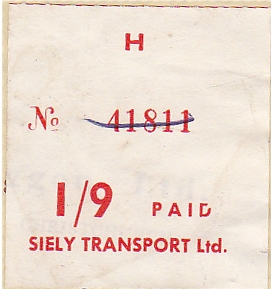 H
No 41811
1/9 PAID
SIELY TRANSPORT Ltd.